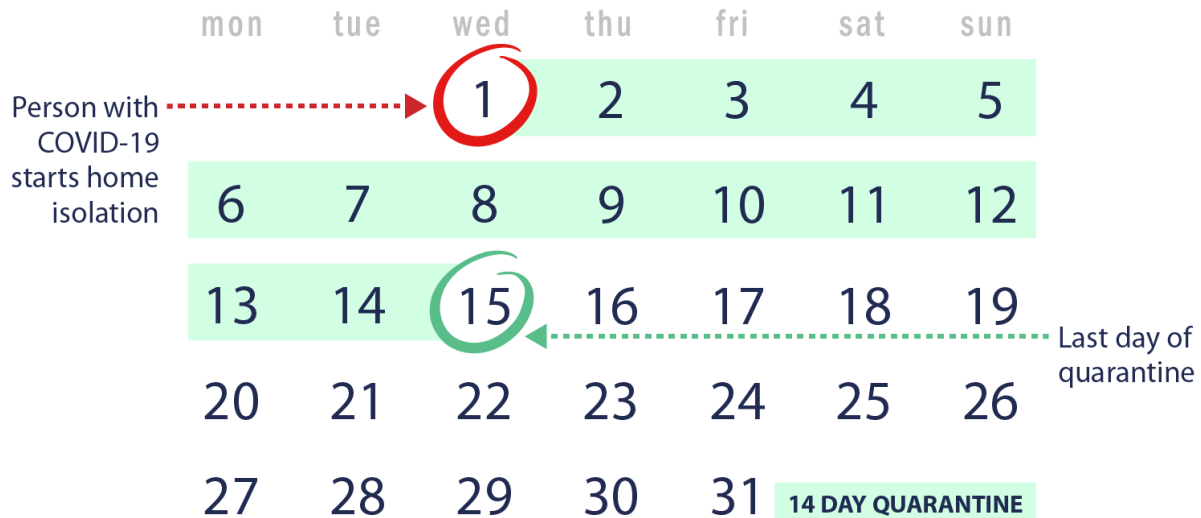 mon tue wed thu fri sat sun
1 2 3 4 5
Person with
COVID-19
starts home
isolation
6 7 8 9 10 11 12
13 14 15 16 17 18 19
Last day of
quarantine
20 21 22 23 24 25 26
27 28 29 30 31
14 DAY QUARANTINE